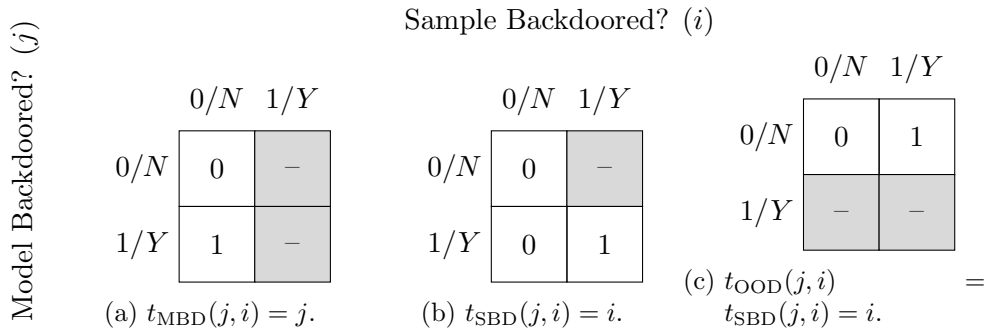 Sample Backdoored? (i)
Model Backdoored? (j)
0/N 1/Y
0/N 0 –
1/Y 1 –
(a) t_MBD(j, i) = j.
0/N 1/Y
0/N 0 –
1/Y 0 1
(b) t_SBD(j, i) = i.
0/N 1/Y
0/N 0 1
1/Y – –
(c) t_OOD(j, i) =
t_SBD(j, i) = i.